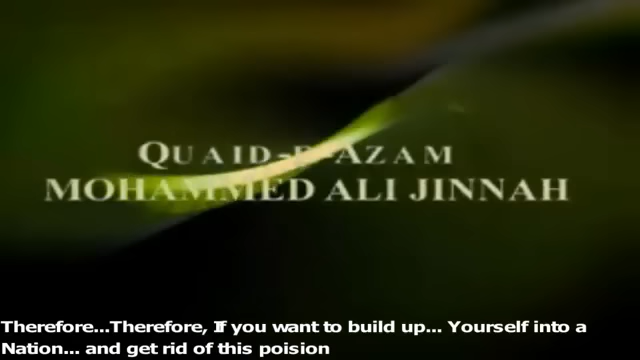 QUAID-E-AZAM
MOHAMMED ALI JINNAH
Therefore...Therefore, If you want to build up... Yourself into a
Nation... and get rid of this poision